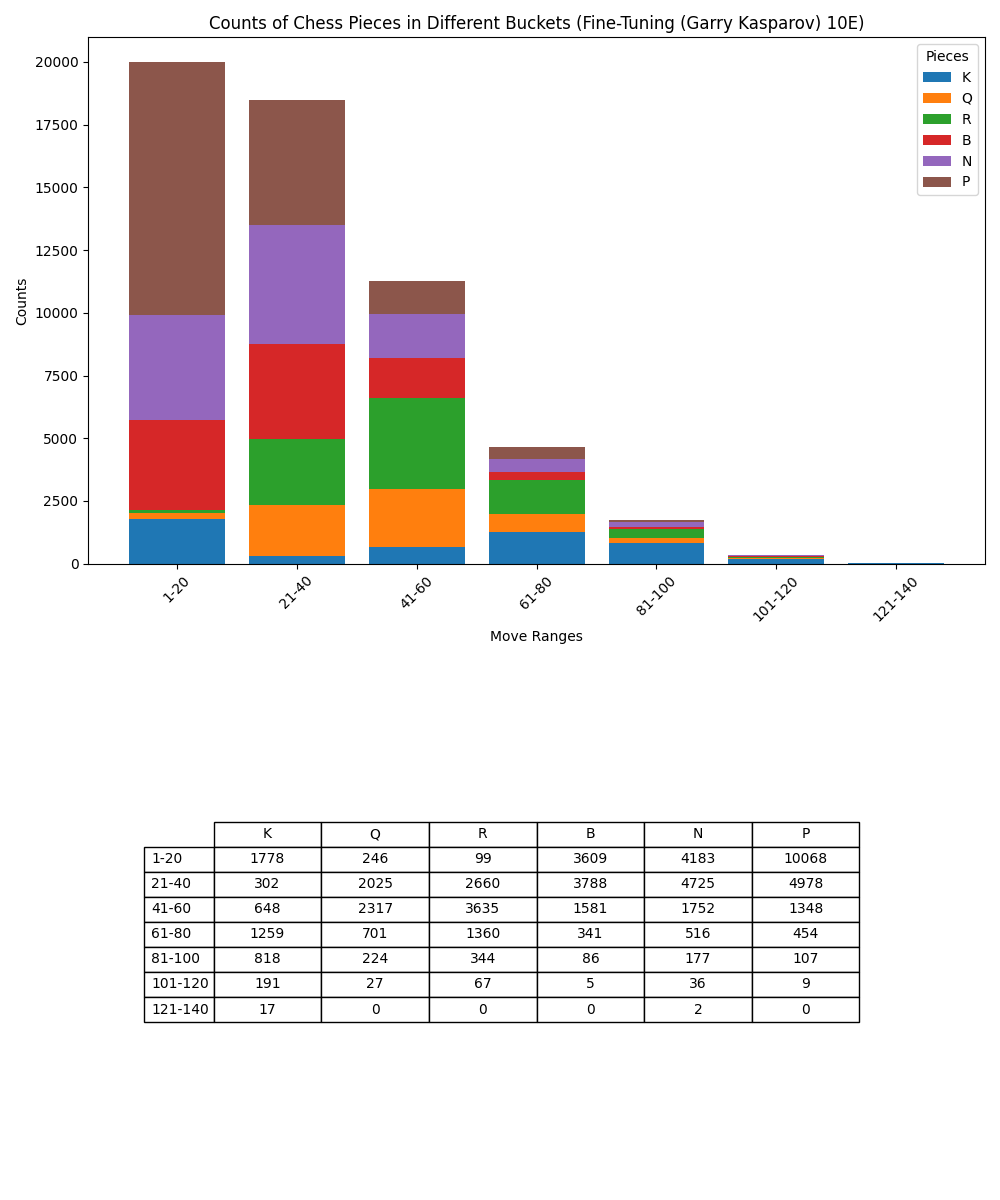 Counts of Chess Pieces in Different Buckets (Fine-Tuning (Garry Kasparov) 10E)
Pieces
K
Q
R
B
N
P
20000
17500
15000
12500
10000
7500
5000
2500
0
Counts
1-20 21-40 41-60 61-80 81-100 101-120 121-140
Move Ranges
K Q R B N P
1-20 1778 246 99 3609 4183 10068
21-40 302 2025 2660 3788 4725 4978
41-60 648 2317 3635 1581 1752 1348
61-80 1259 701 1360 341 516 454
81-100 818 224 344 86 177 107
101-120 191 27 67 5 36 9
121-140 17 0 0 0 2 0